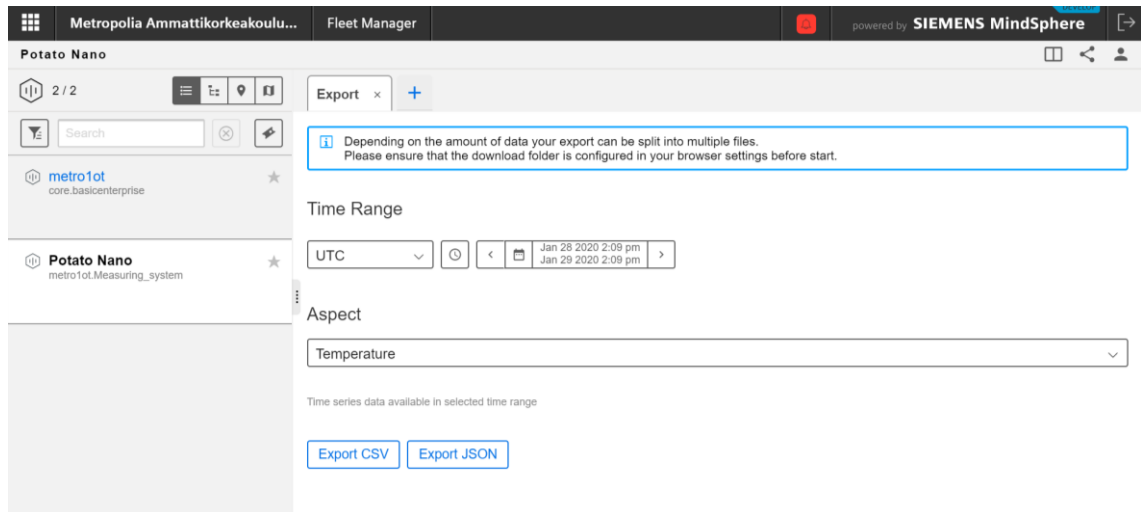 Metropolia Ammattikorkeakoulu... Fleet Manager powered by SIEMENS MindSphere
DEVELOP
Potato Nano
2 / 2
Export × +
Search
i Depending on the amount of data your export can be split into multiple files.
Please ensure that the download folder is configured in your browser settings before start.
metro1ot
core.basicenterprise
Time Range
UTC
Jan 28 2020 2:09 pm
Jan 29 2020 2:09 pm
Potato Nano
metro1ot.Measuring_system
Aspect
Temperature
Time series data available in selected time range
Export CSV Export JSON